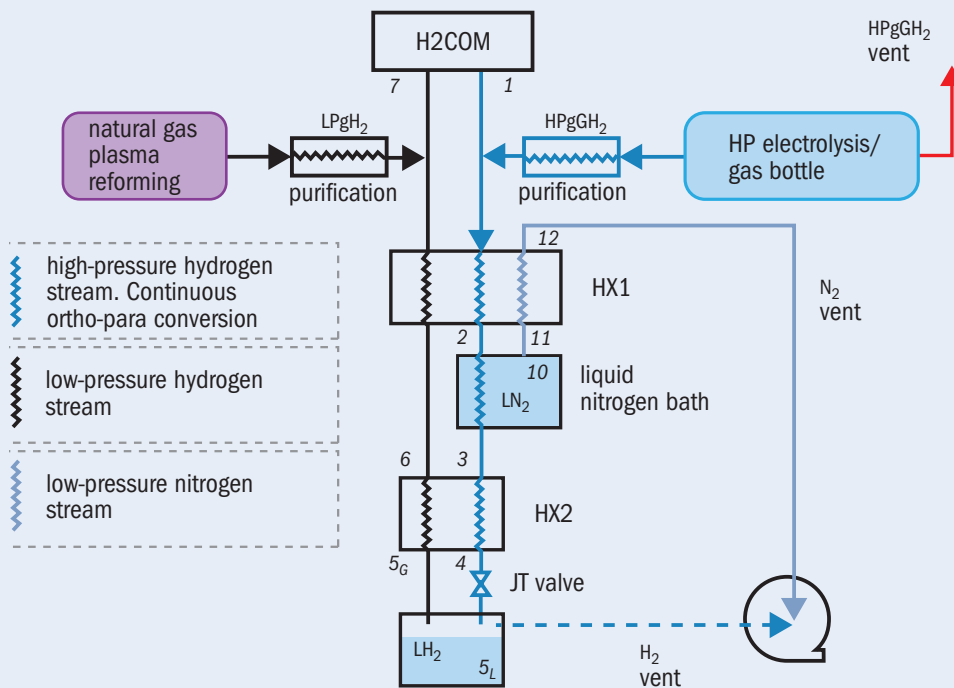 H2COM
7
1
HPgGH₂
vent
natural gas
plasma
reforming
LPgH₂
purification
HPgGH₂
purification
HP electrolysis/
gas bottle
12
HX1
high-pressure hydrogen
stream. Continuous
ortho-para conversion
N₂
vent
2
11
10
LN₂
liquid
nitrogen bath
low-pressure hydrogen
stream
6
3
HX2
low-pressure nitrogen
stream
5G
4
JT valve
LH₂
5L
H₂
vent